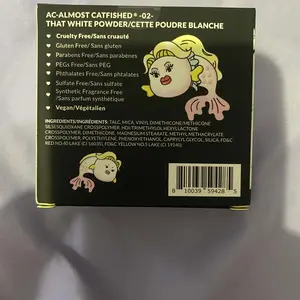 AC-ALMOST CATFISHED® -02-
THAT WHITE POWDER/CETTE POUDRE BLANCHE
• Cruelty Free/Sans cruauté
• Gluten Free/ Sans gluten
• Parabens Free/Sans parabens
• PEGs Free/Sans PEG
• Phthalates Free/Sans phtalates
• Sulfate Free/Sans sulfate
• Synthetic Fragrance Free
/Sans parfum synthétique
• Vegan/Végétalien
INGREDIENTS/INGRÉDIENTS: TALC, MICA, VINYL DIMETHICONE/METHICONE
SILSESQUIOXANE CROSSPOLYMER, HEXTRIMETHYLHEXYLLACTONE
CROSSPOLYMER, DIMETHICONE, MAGNESIUM STEARATE, METHYL METHACRYLATE
CROSSPOLYMER, POLYETHYLENE, PHENOXYETHANOL, CAPRYLYL GLYCOL, SILICA, FD&C
RED NO.40 LAKE (CI 16035), FD&C YELLOW NO.5 LAKE (CI 19140)
8 10039 59428 5